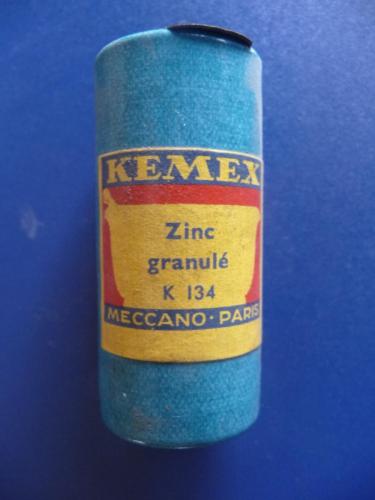 KEMEX
Zinc
granulé
K 134
MECCANO · PARIS